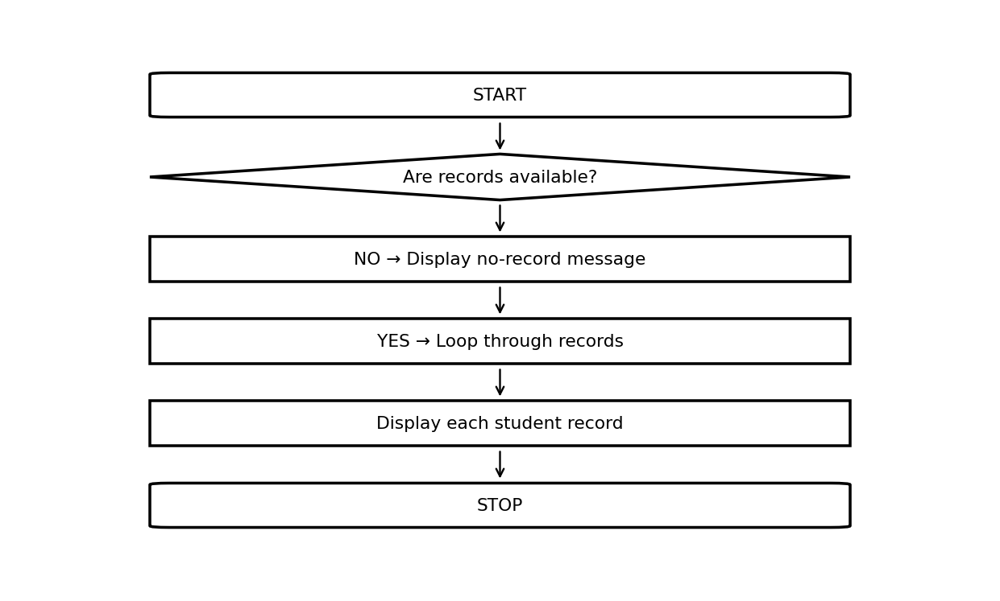 START
Are records available?
NO → Display no-record message
YES → Loop through records
Display each student record
STOP